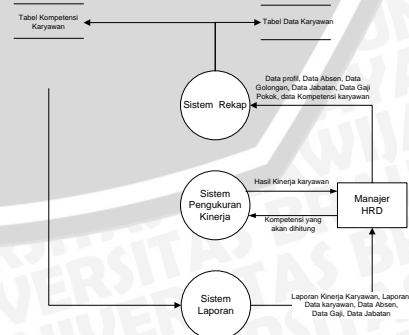 Tabel Kompetensi
Karyawan
Tabel Data Karyawan
Data profil, Data Absen, Data
Golongan, Data Jabatan, Data Gaji
Pokok, data Kompetensi karyawan
Sistem Rekap
Hasil Kinerja karyawan
Sistem
Pengukuran
Kinerja
Manajer
HRD
Kompetensi yang
akan dihitung
Sistem
Laporan
Laporan Kinerja Karyawan, Laporan
Data karyawan, Data Absen,
Data Gaji, Data Jabatan